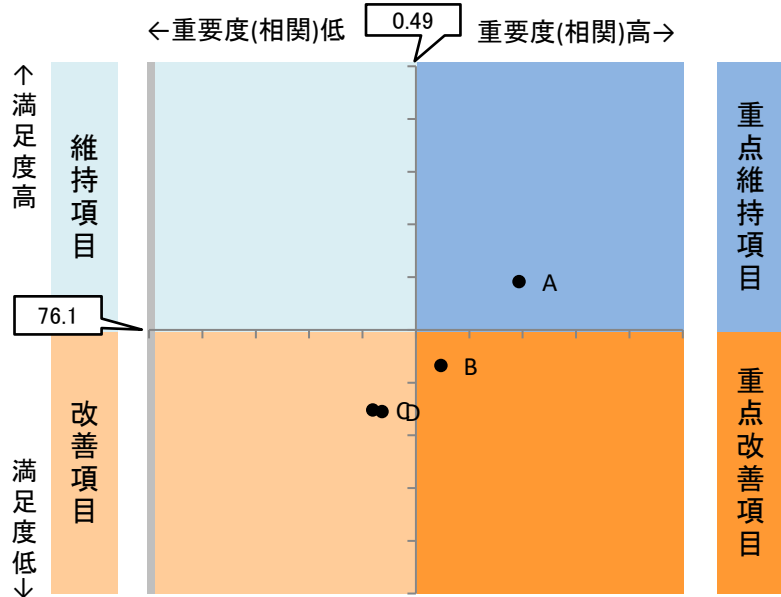 ←重要度(相関)低
0.49
重要度(相関)高→
↑満足度高
維持項目
重点維持項目
A
76.1
B
C
D
改善項目
重点改善項目
満足度低↓